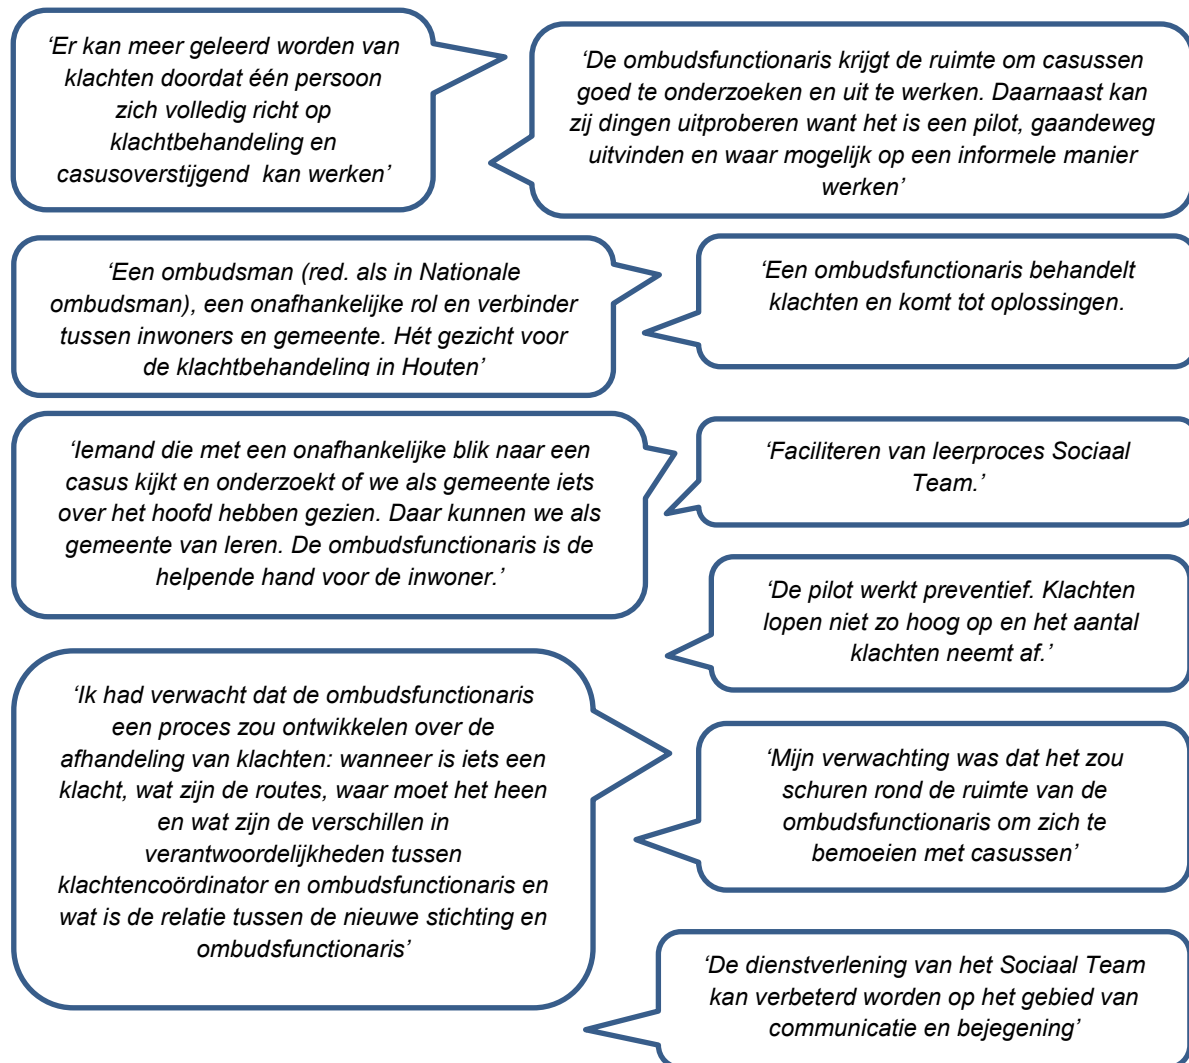 ‘Er kan meer geleerd worden van
klachten doordat één persoon
zich volledig richt op
klachtbehandeling en
casusoverstijgend kan werken’
‘De ombudsfunctionaris krijgt de ruimte om casussen
goed te onderzoeken en uit te werken. Daarnaast kan
zij dingen uitproberen want het is een pilot, gaandeweg
uitvinden en waar mogelijk op een informele manier
werken’
‘Een ombudsman (red. als in Nationale
ombudsman), een onafhankelijke rol en verbinder
tussen inwoners en gemeente. Hét gezicht voor
de klachtbehandeling in Houten’
‘Een ombudsfunctionaris behandelt
klachten en komt tot oplossingen.
‘Iemand die met een onafhankelijke blik naar een
casus kijkt en onderzoekt of we als gemeente iets
over het hoofd hebben gezien. Daar kunnen we als
gemeente van leren. De ombudsfunctionaris is de
helpende hand voor de inwoner.’
‘Faciliteren van leerproces Sociaal
Team.’
‘De pilot werkt preventief. Klachten
lopen niet zo hoog op en het aantal
klachten neemt af.’
‘Ik had verwacht dat de ombudsfunctionaris
een proces zou ontwikkelen over de
afhandeling van klachten: wanneer is iets een
klacht, wat zijn de routes, waar moet het heen
en wat zijn de verschillen in
verantwoordelijkheden tussen
klachtencoördinator en ombudsfunctionaris en
wat is de relatie tussen de nieuwe stichting en
ombudsfunctionaris’
‘Mijn verwachting was dat het zou
schuren rond de ruimte van de
ombudsfunctionaris om zich te
bemoeien met casussen’
‘De dienstverlening van het Sociaal Team
kan verbeterd worden op het gebied van
communicatie en bejegening’